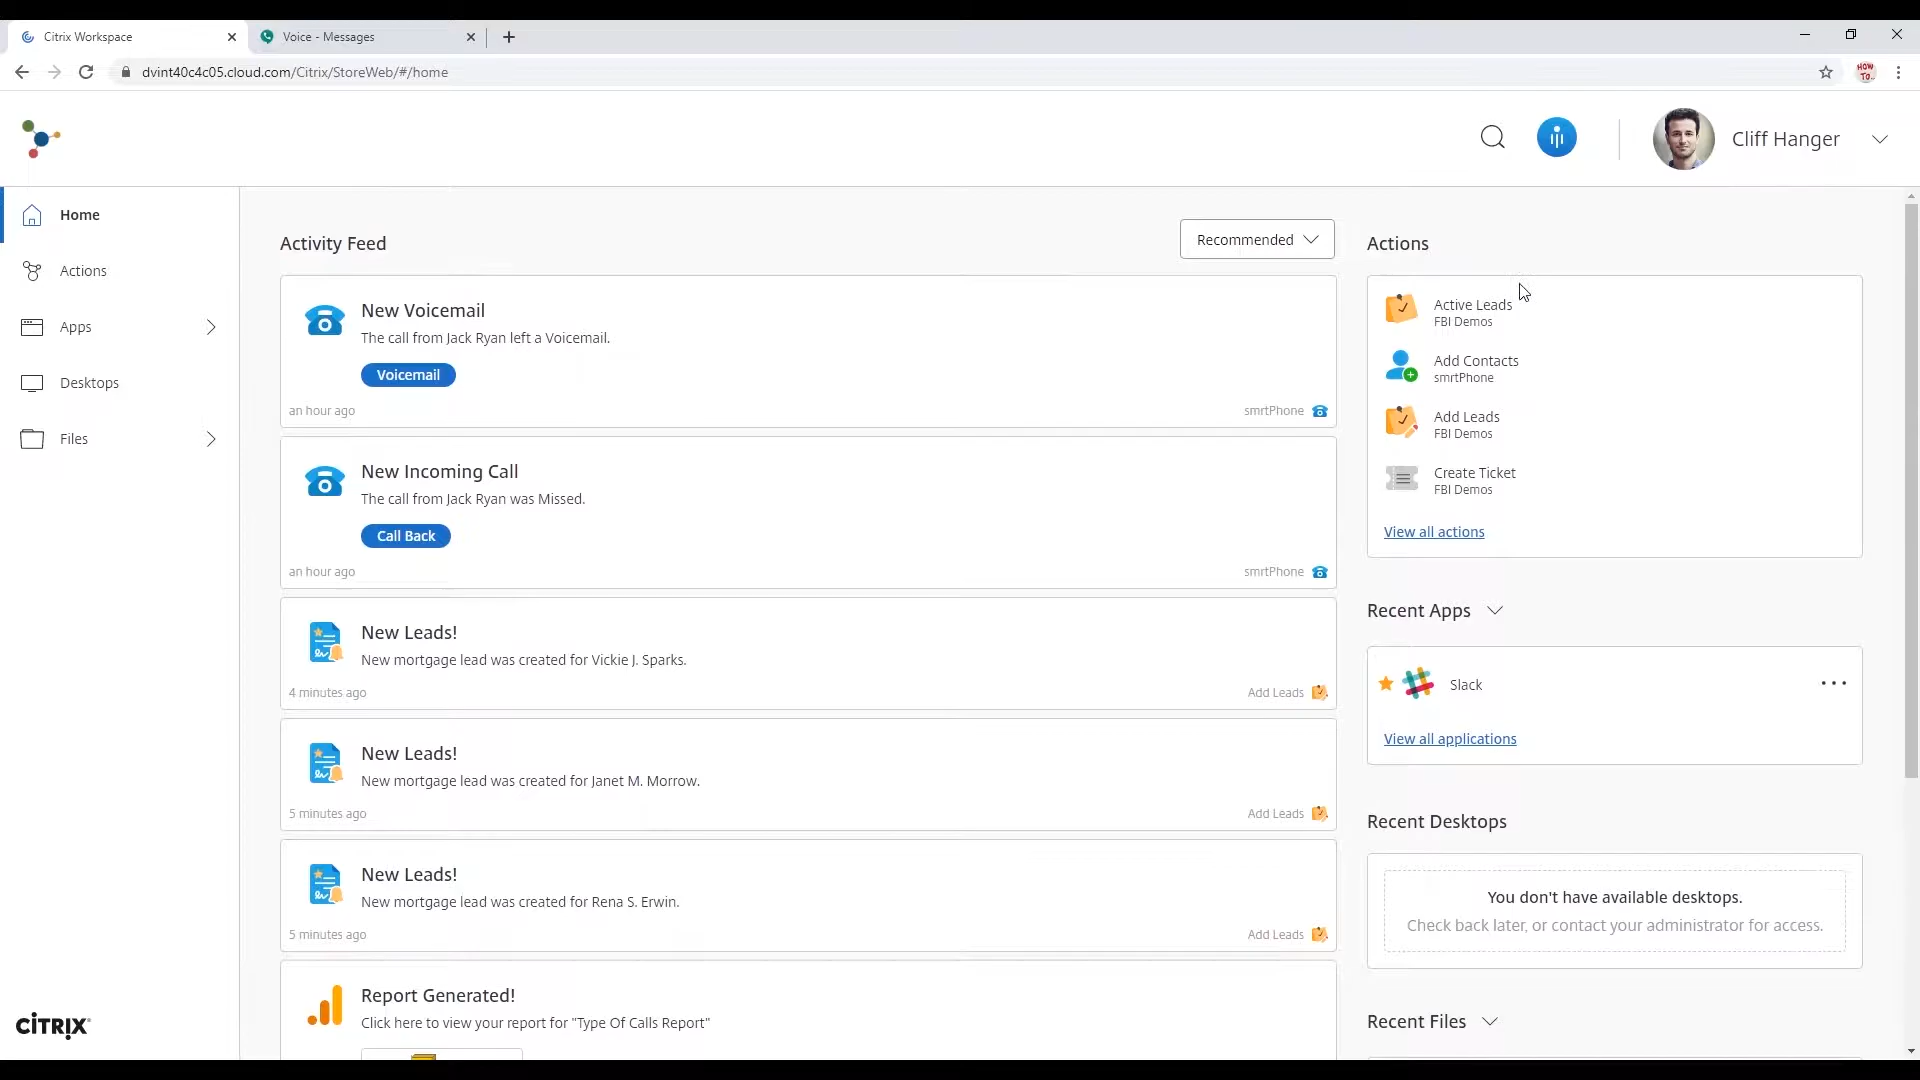 Citrix Workspace
Voice - Messages
dvint40c4c05.cloud.com/Citrix/StoreWeb/#/home
HOW
TO..
Cliff Hanger
Home
Actions
Apps
Desktops
Files
CİTRIX
Activity Feed
Recommended
New Voicemail
The call from Jack Ryan left a Voicemail.
Voicemail
an hour ago
smrtPhone
New Incoming Call
The call from Jack Ryan was Missed.
Call Back
an hour ago
smrtPhone
New Leads!
New mortgage lead was created for Vickie J. Sparks.
4 minutes ago
Add Leads
New Leads!
New mortgage lead was created for Janet M. Morrow.
5 minutes ago
Add Leads
New Leads!
New mortgage lead was created for Rena S. Erwin.
5 minutes ago
Add Leads
Report Generated!
Click here to view your report for "Type Of Calls Report"
Actions
Active Leads
FBI Demos
Add Contacts
smrtPhone
Add Leads
FBI Demos
Create Ticket
FBI Demos
View all actions
Recent Apps
Slack
View all applications
Recent Desktops
You don't have available desktops.
Check back later, or contact your administrator for access.
Recent Files